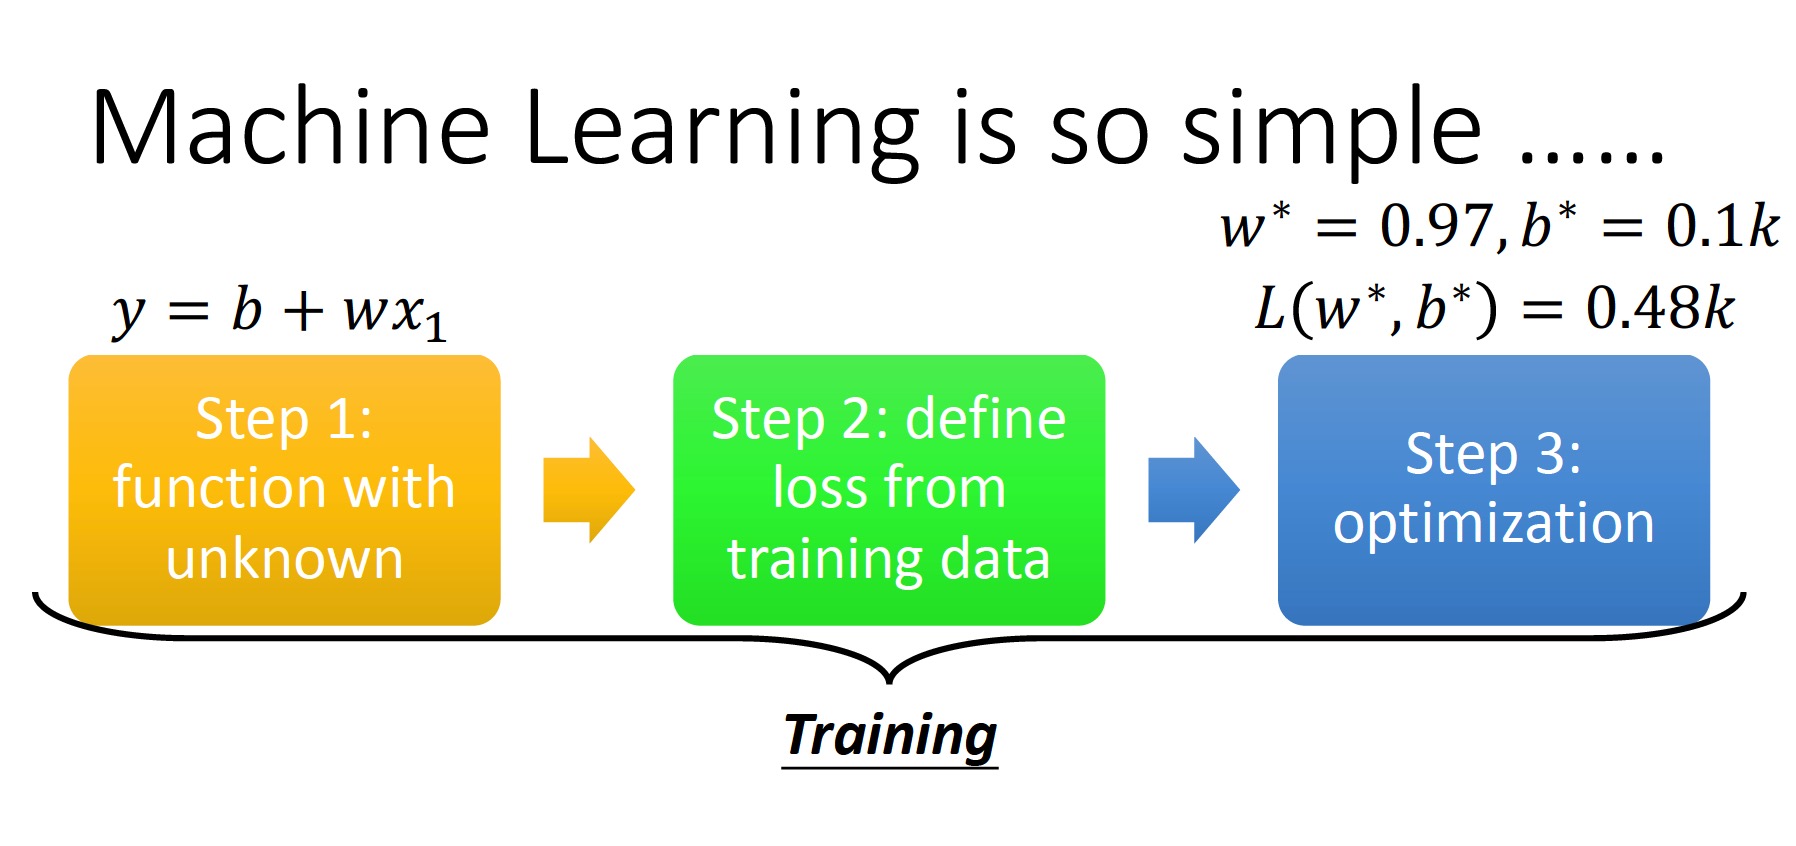 Machine Learning is so simple ……
w* = 0.97, b* = 0.1k
y = b + wx₁
L(w*, b*) = 0.48k
Step 1:
function with
unknown
Step 2: define
loss from
training data
Step 3:
optimization
Training